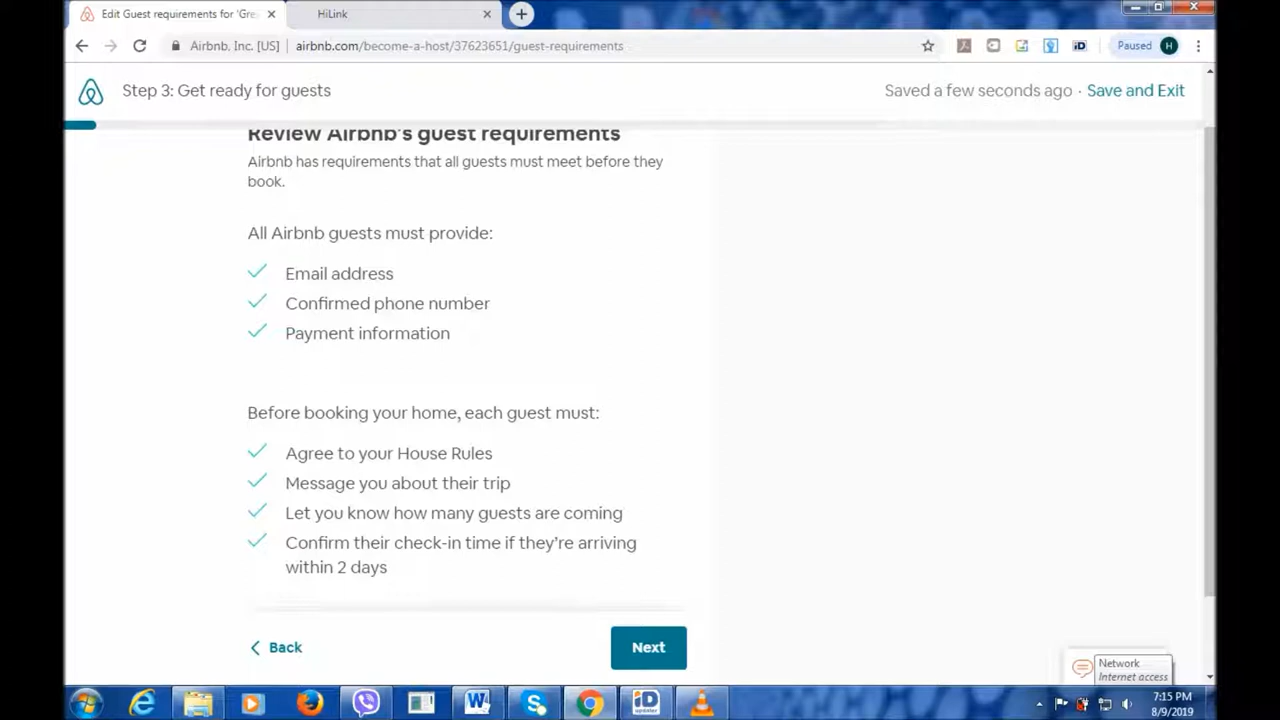 Edit Guest requirements for 'Gre
HiLink
Airbnb, Inc. [US]
airbnb.com/become-a-host/37623651/guest-requirements
iD
Paused
H
Step 3: Get ready for guests
Saved a few seconds ago · Save and Exit
Review Airbnb's guest requirements
Airbnb has requirements that all guests must meet before they
book.
All Airbnb guests must provide:
Email address
Confirmed phone number
Payment information
Before booking your home, each guest must:
Agree to your House Rules
Message you about their trip
Let you know how many guests are coming
Confirm their check-in time if they're arriving
within 2 days
Back
Next
Network
Internet access
iD
updater
7:15 PM
8/9/2019